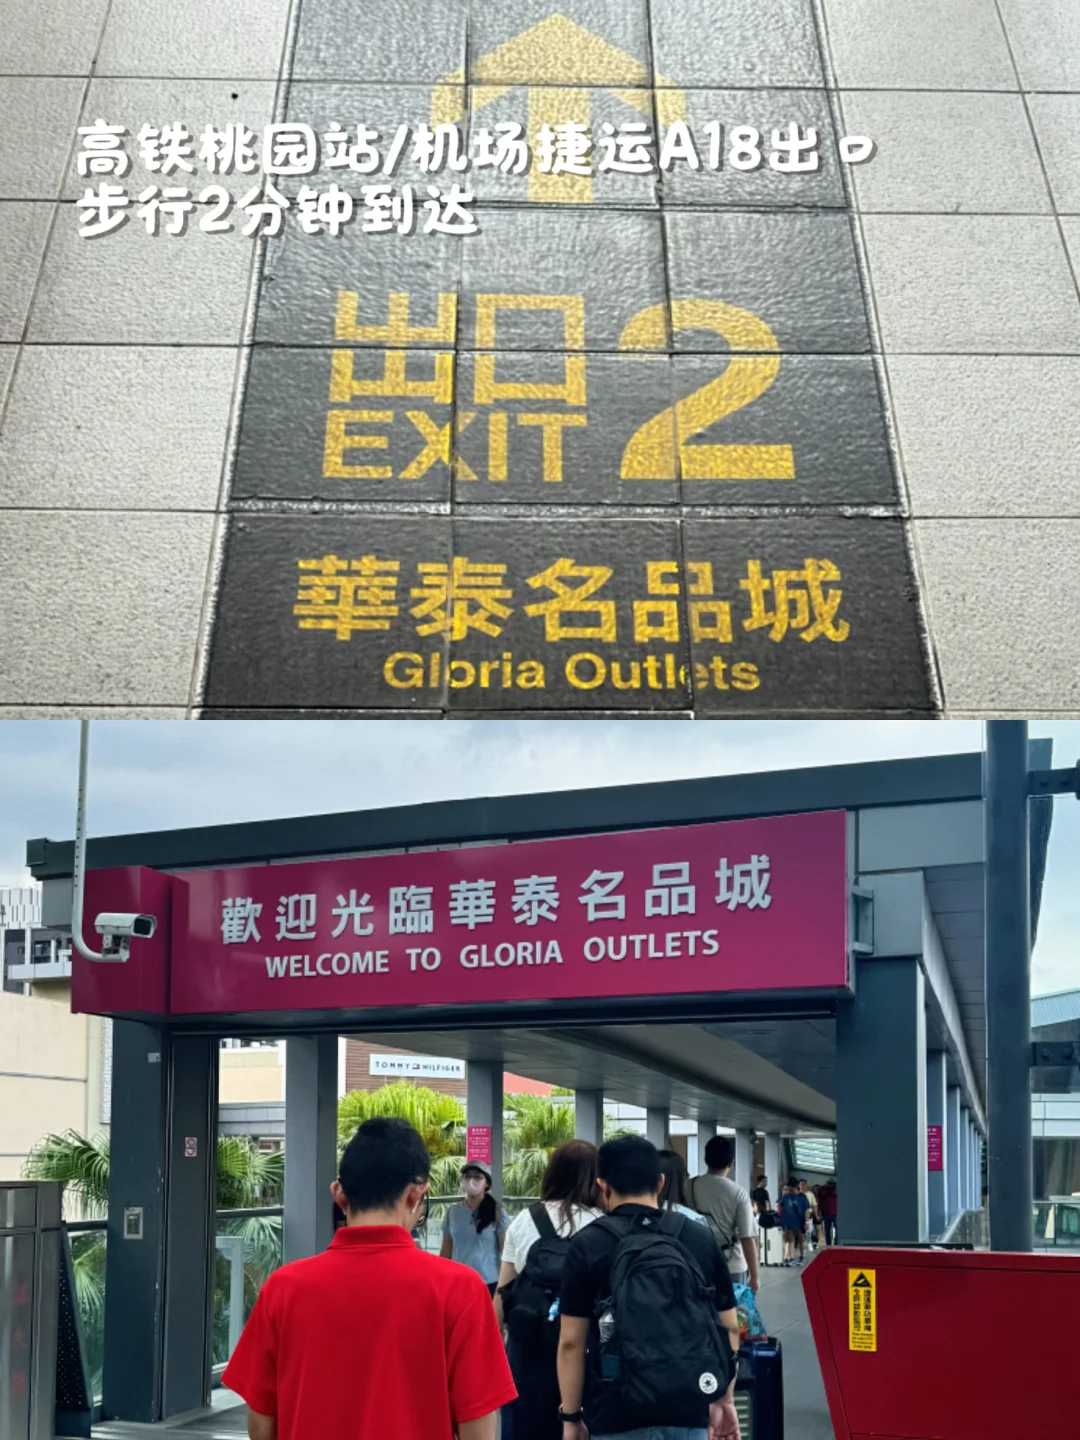 高铁桃园站/机场捷运A18出口
步行2分钟到达
出口 2
EXIT
華泰名品城
Gloria Outlets
歡迎光臨華泰名品城
WELCOME TO GLORIA OUTLETS
TOMMY HILFIGER